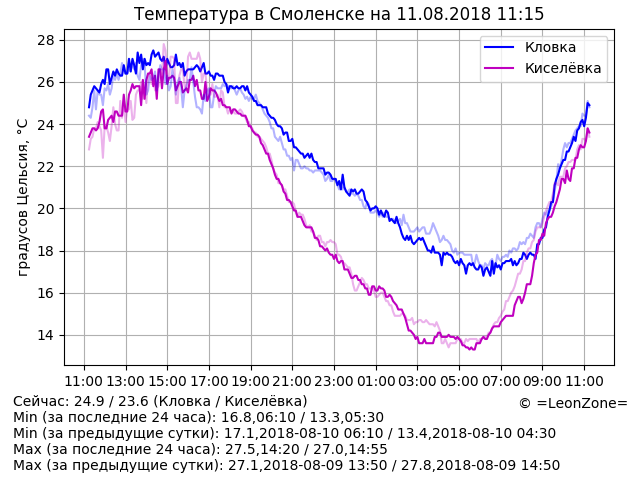 Температура в Смоленске на 11.08.2018 11:15
градусов Цельсия, °C
28
26
24
22
20
18
16
14
Кловка
Киселёвка
11:00 13:00 15:00 17:00 19:00 21:00 23:00 01:00 03:00 05:00 07:00 09:00 11:00
Сейчас: 24.9 / 23.6 (Кловка / Киселёвка)
© =LeonZone=
Min (за последние 24 часа): 16.8,06:10 / 13.3,05:30
Min (за предыдущие сутки): 17.1,2018-08-10 06:10 / 13.4,2018-08-10 04:30
Max (за последние 24 часа): 27.5,14:20 / 27.0,14:55
Max (за предыдущие сутки): 27.1,2018-08-09 13:50 / 27.8,2018-08-09 14:50